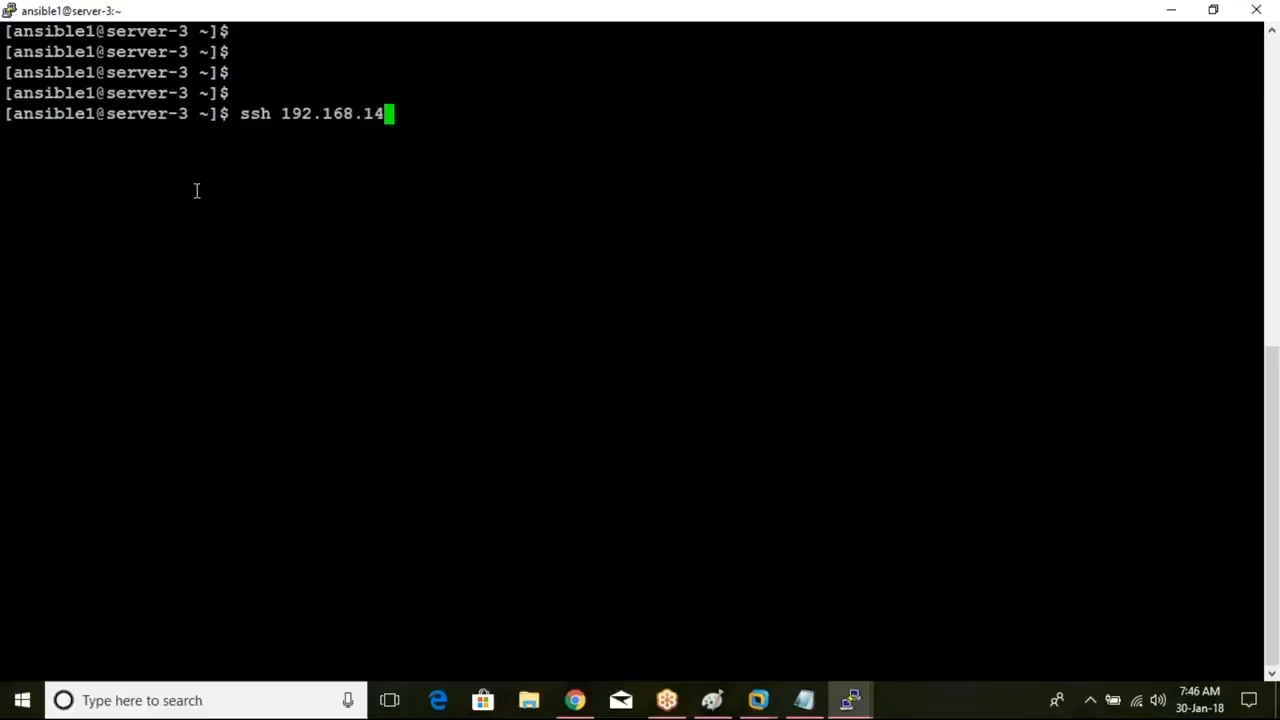 ansible1@server-3:~
[ansible1@server-3 ~]$
[ansible1@server-3 ~]$
[ansible1@server-3 ~]$
[ansible1@server-3 ~]$
[ansible1@server-3 ~]$ ssh 192.168.14
Type here to search
7:46 AM
30-Jan-18